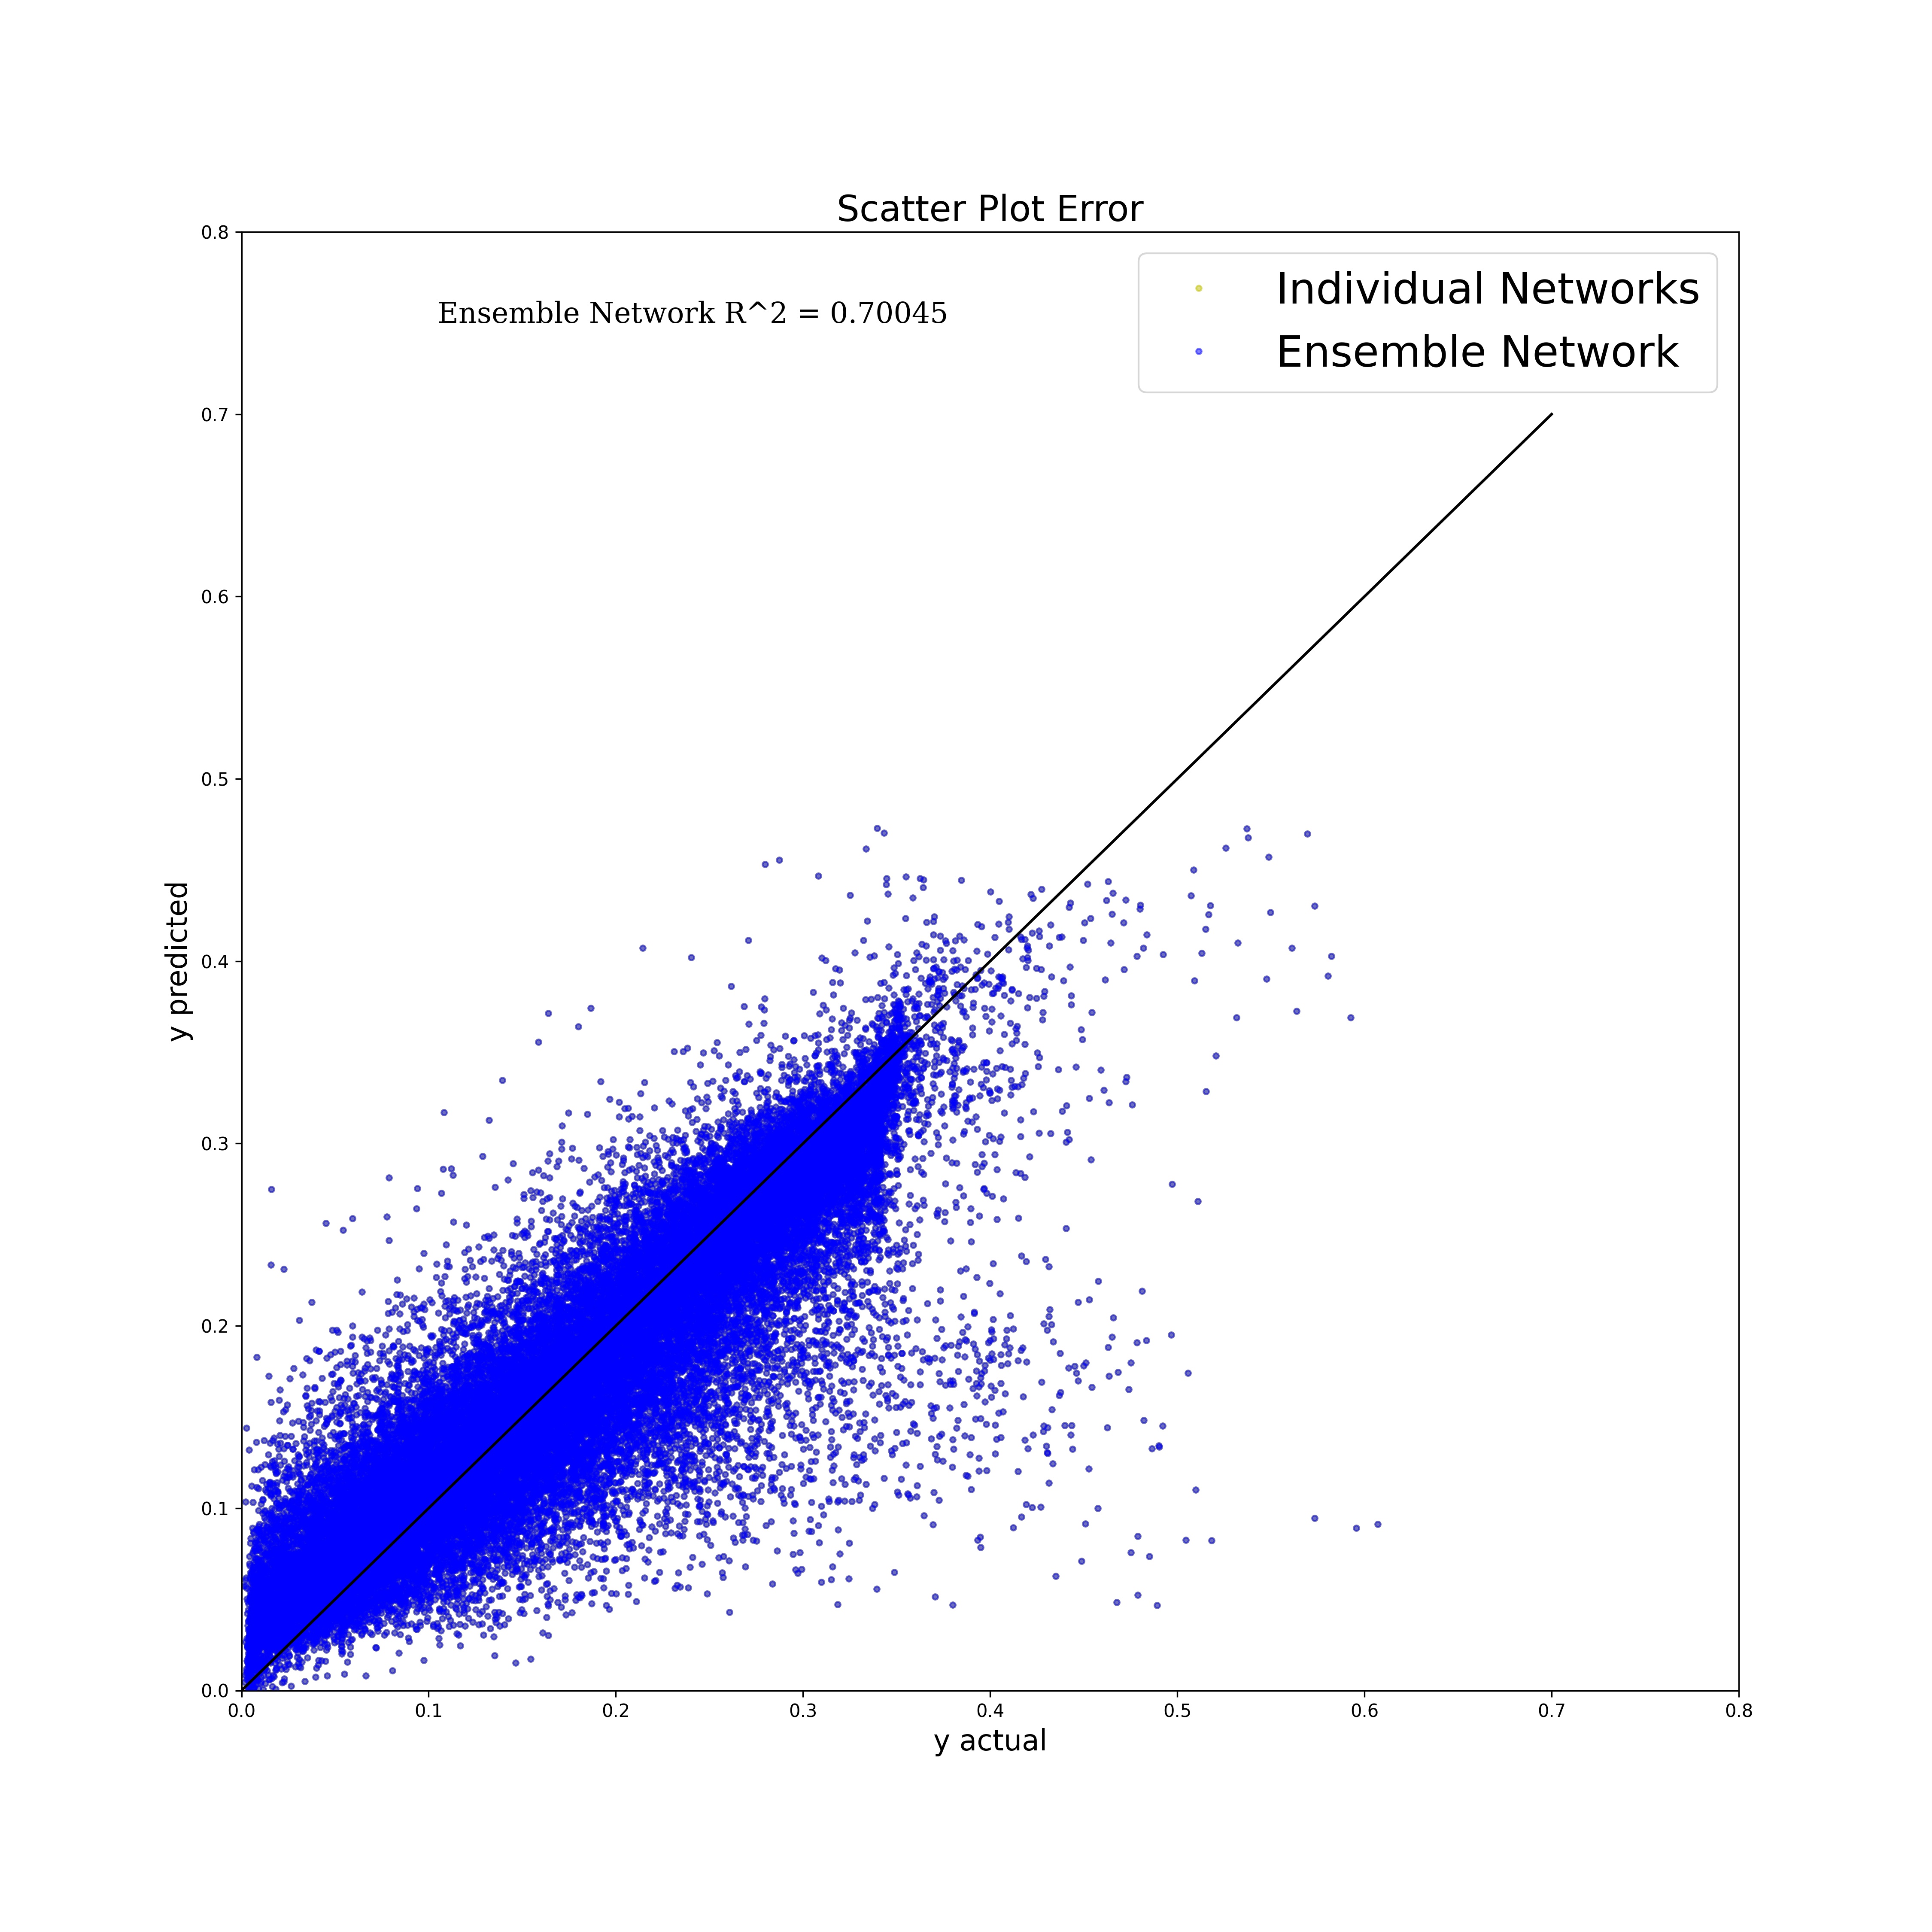 Scatter Plot Error
Ensemble Network R^2 = 0.70045
Individual Networks
Ensemble Network
y predicted
0.8
0.7
0.6
0.5
0.4
0.3
0.2
0.1
0.0
0.0 0.1 0.2 0.3 0.4 0.5 0.6 0.7 0.8
y actual